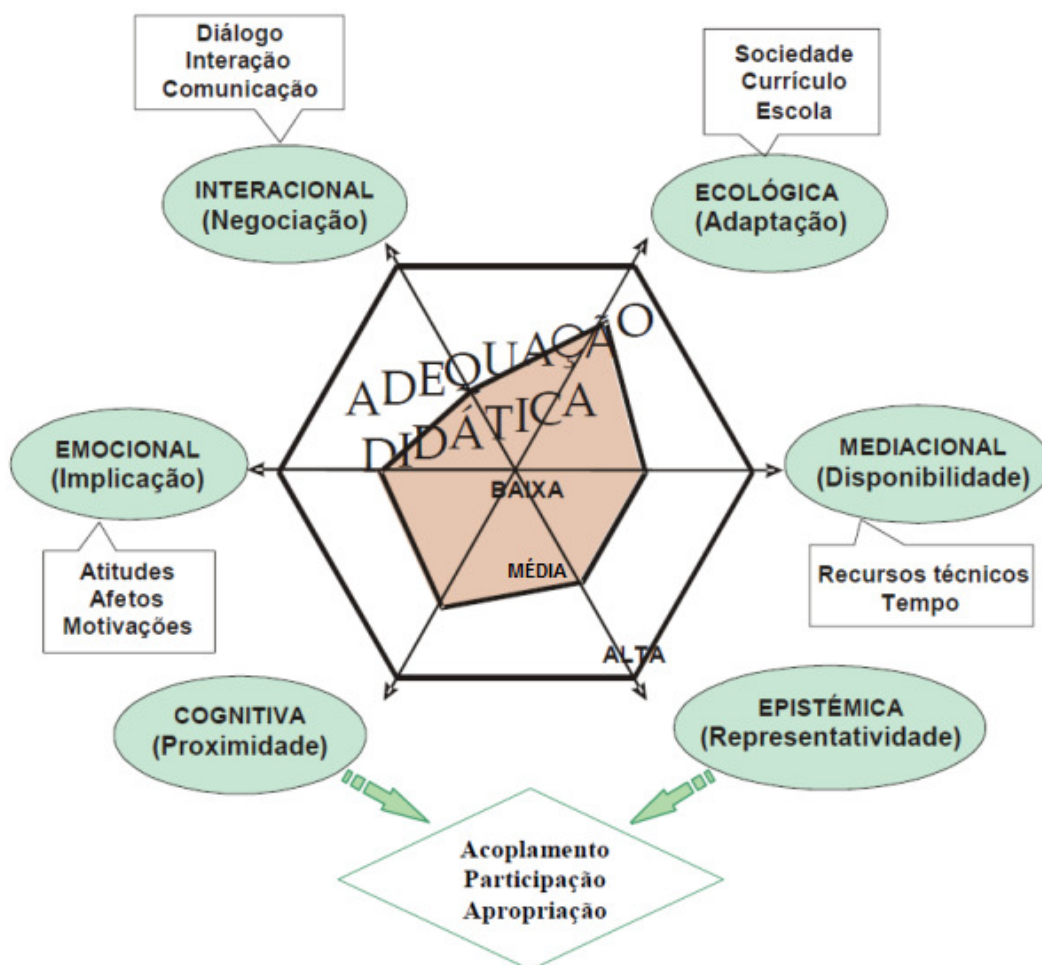 Diálogo
Interação
Comunicação
Sociedade
Currículo
Escola
INTERACIONAL
(Negociação)
ECOLÓGICA
(Adaptação)
ADEQUAÇÃO
DIDÁTICA
EMOCIONAL
(Implicação)
BAIXA
MEDIACIONAL
(Disponibilidade)
MÉDIA
Atitudes
Afetos
Motivações
Recursos técnicos
Tempo
ALTA
COGNITIVA
(Proximidade)
EPISTÉMICA
(Representatividade)
Acoplamento
Participação
Apropriação